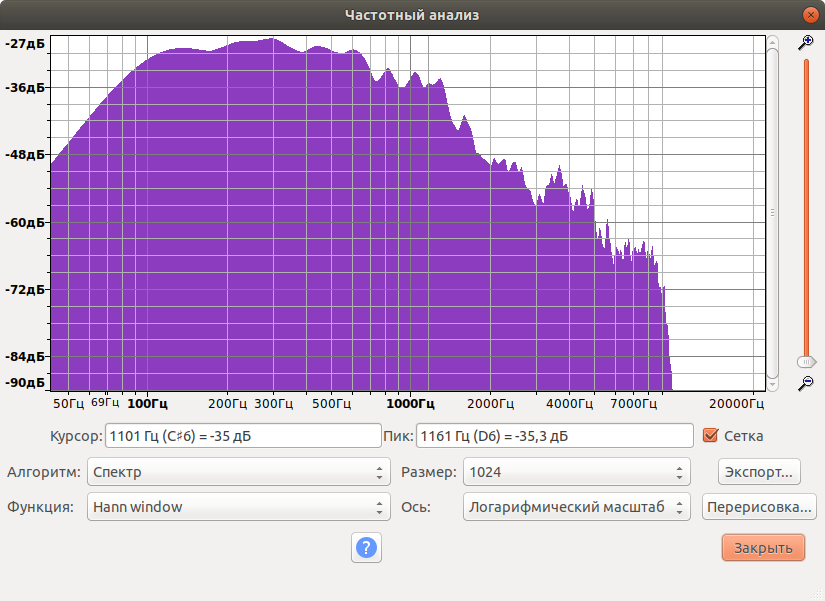 Частотный анализ
-27дБ
-36дБ
-48дБ
-60дБ
-72дБ
-84дБ
-90дБ
50Гц 69Гц 100Гц 200Гц 300Гц 500Гц 1000Гц 2000Гц 4000Гц 7000Гц 20000Гц
Курсор: 1101 Гц (C♯6) = -35 дБ Пик: 1161 Гц (D6) = -35,3 дБ Сетка
Алгоритм: Спектр Размер: 1024 Экспорт...
Функция: Hann window Ось: Логарифмический масштаб Перерисовка...
? Закрыть